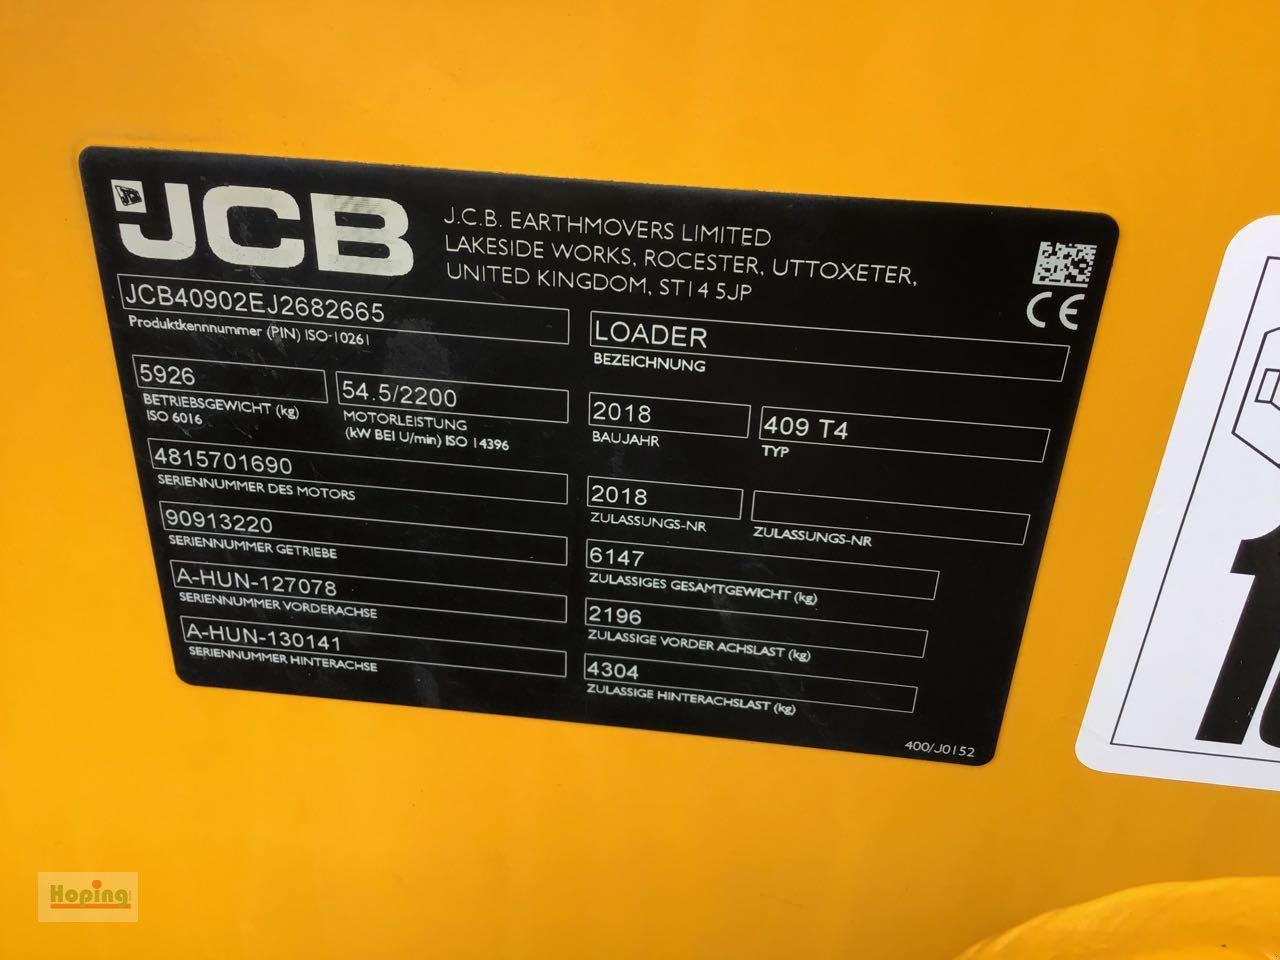 JCB
J.C.B. EARTHMOVERS LIMITED
LAKESIDE WORKS, ROCESTER, UTTOXETER,
UNITED KINGDOM, ST14 5JP
CE
JCB40902EJ2682665
Produktkennnummer (PIN) ISO-10261
LOADER
BEZEICHNUNG
5926
BETRIEBSGEWICHT (kg)
ISO 6016
54.5/2200
MOTORLEISTUNG
(kW BEI U/min) ISO 14396
2018
BAUJAHR
409 T4
TYP
4815701690
SERIENNUMMER DES MOTORS
2018
ZULASSUNGS-NR
ZULASSUNGS-NR
90913220
SERIENNUMMER GETRIEBE
6147
ZULASSIGES GESAMTGEWICHT (kg)
A-HUN-127078
SERIENNUMMER VORDERACHSE
2196
ZULASSIGE VORDER ACHSLAST (kg)
A-HUN-130141
SERIENNUMMER HINTERACHSE
4304
ZULASSIGE HINTERACHSLAST (kg)
400/J0152
Hoping